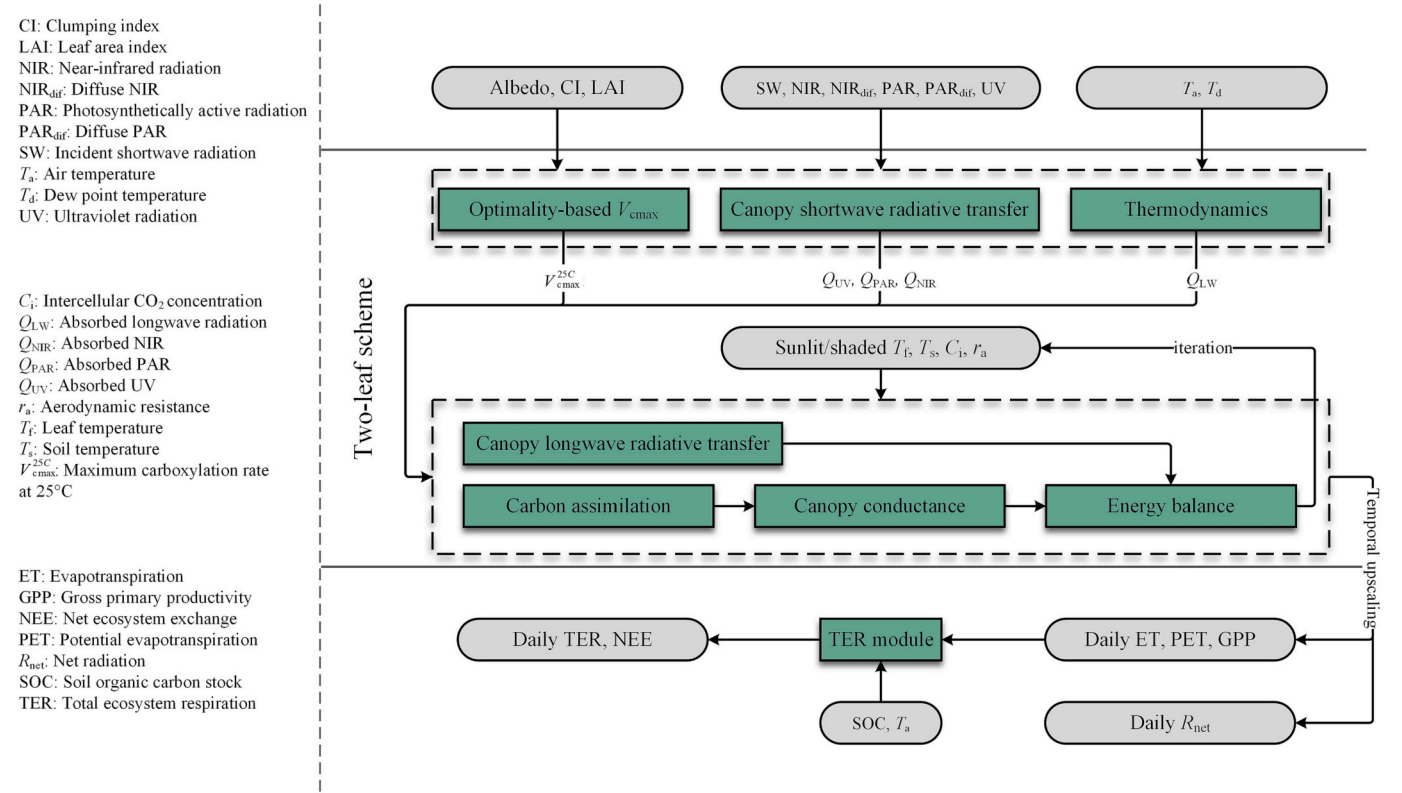 CI: Clumping index
LAI: Leaf area index
NIR: Near-infrared radiation
NIRdif: Diffuse NIR
PAR: Photosynthetically active radiation
PARdif: Diffuse PAR
SW: Incident shortwave radiation
Ta: Air temperature
Td: Dew point temperature
UV: Ultraviolet radiation
Ci: Intercellular CO2 concentration
QLW: Absorbed longwave radiation
QNIR: Absorbed NIR
QPAR: Absorbed PAR
QUV: Absorbed UV
ra: Aerodynamic resistance
Tf: Leaf temperature
Ts: Soil temperature
V25C cmax: Maximum carboxylation rate
at 25°C
ET: Evapotranspiration
GPP: Gross primary productivity
NEE: Net ecosystem exchange
PET: Potential evapotranspiration
Rnet: Net radiation
SOC: Soil organic carbon stock
TER: Total ecosystem respiration
Albedo, CI, LAI
SW, NIR, NIRdif, PAR, PARdif, UV
Ta, Td
Optimality-based Vcmax
Canopy shortwave radiative transfer
Thermodynamics
V25C cmax
QUV, QPAR, QNIR
QLW
Two-leaf scheme
Sunlit/shaded Tf, Ts, Ci, ra
iteration
Canopy longwave radiative transfer
Carbon assimilation
Canopy conductance
Energy balance
Temporal upscaling
Daily TER, NEE
TER module
Daily ET, PET, GPP
SOC, Ta
Daily Rnet